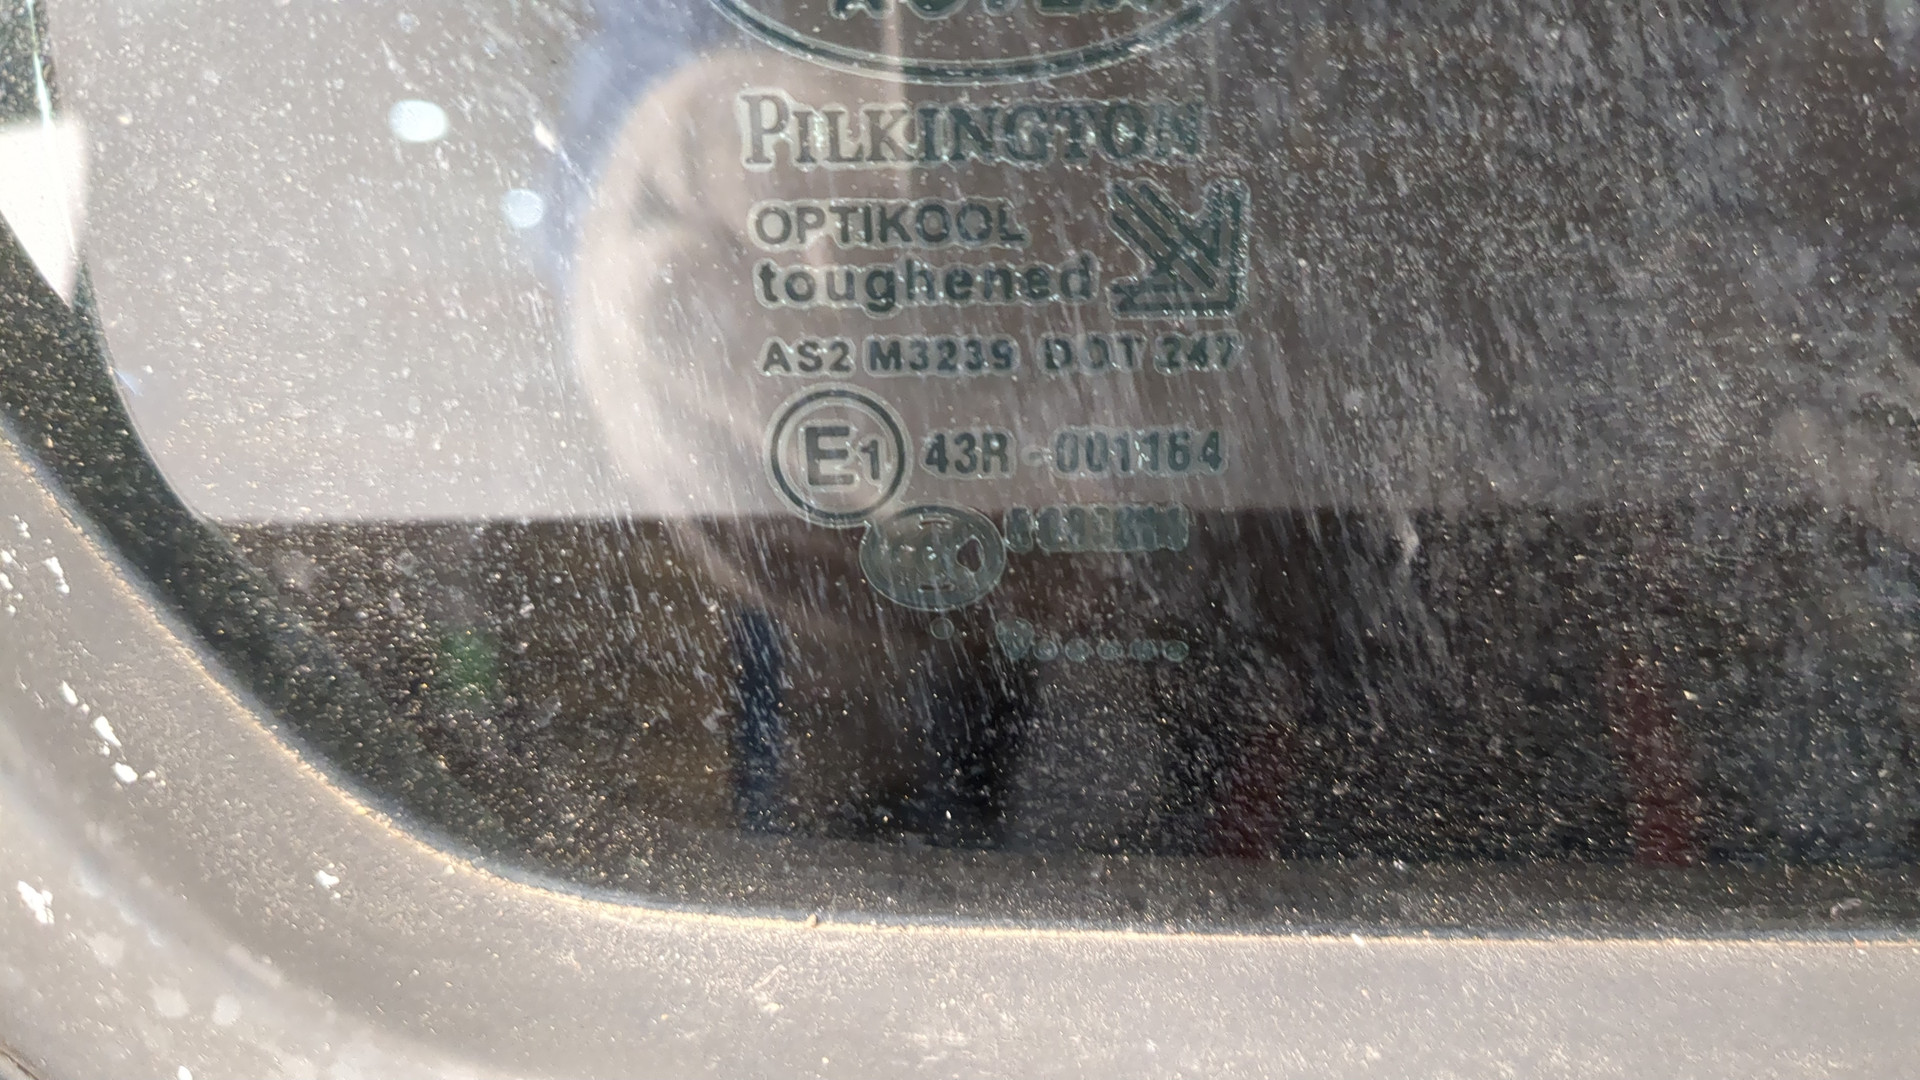 PILKINGTON
OPTIKOOL
toughened
AS2 M3239 DOT 247
E1 43R - 001164